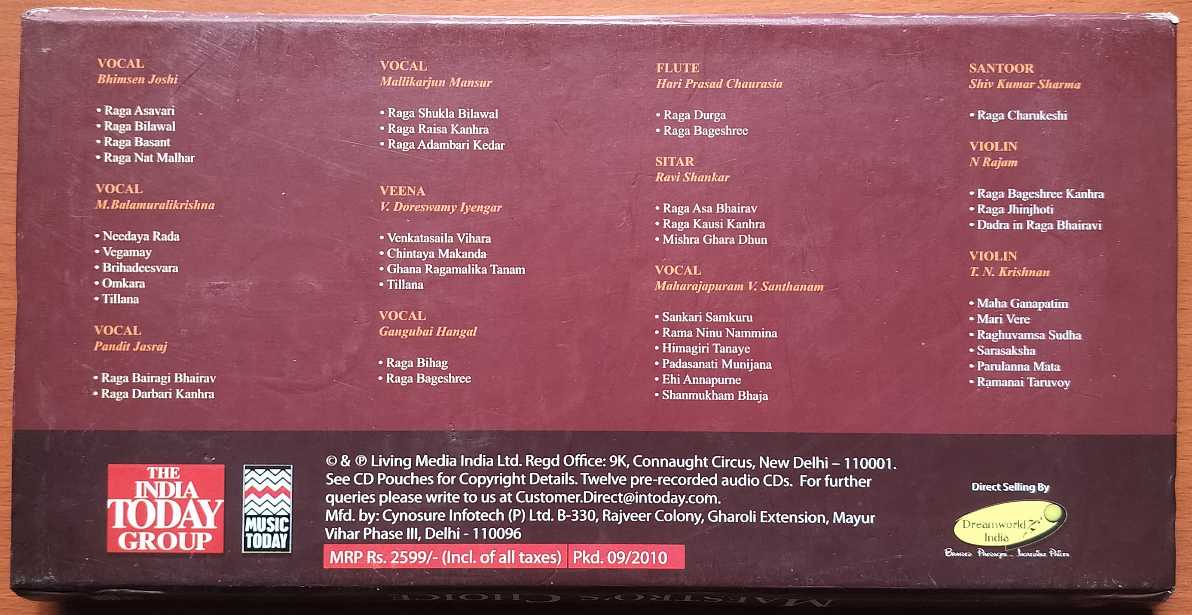 VOCAL
Bhimsen Joshi
• Raga Asavari
• Raga Bilawal
• Raga Basant
• Raga Nat Malhar
VOCAL
M.Balamuralikrishna
• Needaya Rada
• Vegamay
• Brihadeesvara
• Omkara
• Tillana
VOCAL
Pandit Jasraj
• Raga Bairagi Bhairav
• Raga Darbari Kanhra
VOCAL
Mallikarjun Mansur
• Raga Shukla Bilawal
• Raga Raisa Kanhra
• Raga Adambari Kedar
VEENA
V. Doreswamy Iyengar
• Venkatasaila Vihara
• Chintaya Makanda
• Ghana Ragamalika Tanam
• Tillana
VOCAL
Gangubai Hangal
• Raga Bihag
• Raga Bageshree
FLUTE
Hari Prasad Chaurasia
• Raga Durga
• Raga Bageshree
SITAR
Ravi Shankar
• Raga Asa Bhairav
• Raga Kausi Kanhra
• Mishra Ghara Dhun
VOCAL
Maharajapuram V. Santhanam
• Sankari Samkuru
• Rama Ninu Nammina
• Himagiri Tanaye
• Padasanati Munijana
• Ehi Annapurne
• Shanmukham Bhaja
SANTOOR
Shiv Kumar Sharma
• Raga Charukeshi
VIOLIN
N Rajam
• Raga Bageshree Kanhra
• Raga Jhinjhoti
• Dadra in Raga Bhairavi
VIOLIN
T. N. Krishnan
• Maha Ganapatim
• Mari Vere
• Raghuvamsa Sudha
• Sarasaksha
• Parulanna Mata
• Ramanai Taruvoy
THE
INDIA
TODAY
GROUP
MUSIC
TODAY
© & ℗ Living Media India Ltd. Regd Office: 9K, Connaught Circus, New Delhi – 110001.
See CD Pouches for Copyright Details. Twelve pre-recorded audio CDs. For further
queries please write to us at Customer.Direct@intoday.com.
Mfd. by: Cynosure Infotech (P) Ltd. B-330, Rajveer Colony, Gharoli Extension, Mayur
Vihar Phase III, Delhi - 110096
MRP Rs. 2599/- (Incl. of all taxes) Pkd. 09/2010
Direct Selling By
Dreamworld
India
Branded Packages... Incredible Prices
MAESTRO'S CHOICE